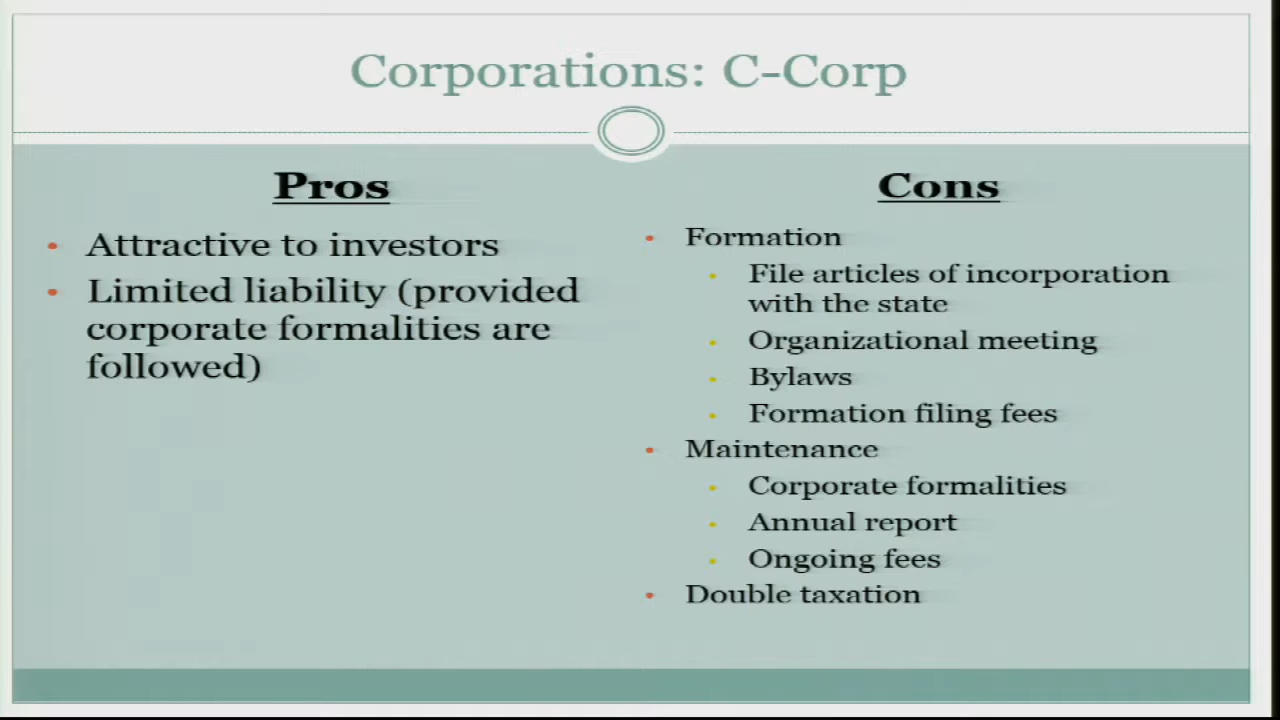 Corporations: C-Corp
Pros
• Attractive to investors
• Limited liability (provided
corporate formalities are
followed)
Cons
• Formation
• File articles of incorporation
with the state
• Organizational meeting
• Bylaws
• Formation filing fees
• Maintenance
• Corporate formalities
• Annual report
• Ongoing fees
• Double taxation